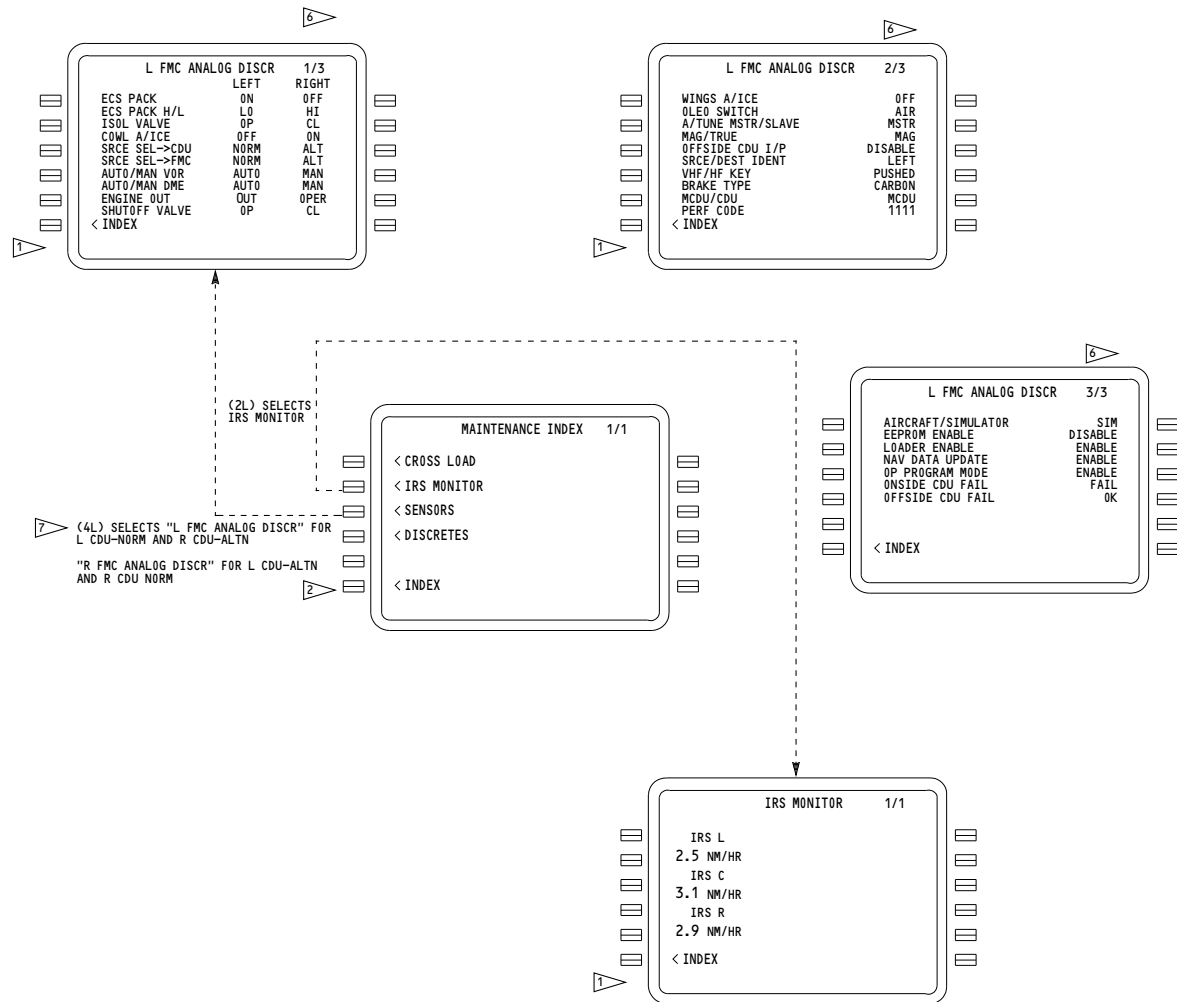 6
L FMC ANALOG DISCR 1/3
LEFT RIGHT
ECS PACK ON OFF
ECS PACK H/L LO HI
ISOL VALVE OP CL
COWL A/ICE OFF ON
SRCE SEL->CDU NORM ALT
SRCE SEL->FMC NORM ALT
AUTO/MAN VOR AUTO MAN
AUTO/MAN DME AUTO MAN
ENGINE OUT OUT OPER
SHUTOFF VALVE OP CL
< INDEX
1
6
L FMC ANALOG DISCR 2/3
WINGS A/ICE OFF
OLEO SWITCH AIR
A/TUNE MSTR/SLAVE MSTR
MAG/TRUE MAG
OFFSIDE CDU I/P DISABLE
SRCE/DEST IDENT LEFT
VHF/HF KEY PUSHED
BRAKE TYPE CARBON
MCDU/CDU MCDU
PERF CODE 1111
< INDEX
1
6
L FMC ANALOG DISCR 3/3
AIRCRAFT/SIMULATOR SIM
EEPROM ENABLE DISABLE
LOADER ENABLE ENABLE
NAV DATA UPDATE ENABLE
OP PROGRAM MODE ENABLE
ONSIDE CDU FAIL FAIL
OFFSIDE CDU FAIL OK
< INDEX
(2L) SELECTS
IRS MONITOR
MAINTENANCE INDEX 1/1
< CROSS LOAD
< IRS MONITOR
< SENSORS
< DISCRETES
< INDEX
7
(4L) SELECTS "L FMC ANALOG DISCR" FOR
L CDU-NORM AND R CDU-ALTN
"R FMC ANALOG DISCR" FOR L CDU-ALTN
AND R CDU NORM
2
IRS MONITOR 1/1
IRS L
2.5 NM/HR
IRS C
3.1 NM/HR
IRS R
2.9 NM/HR
< INDEX
1